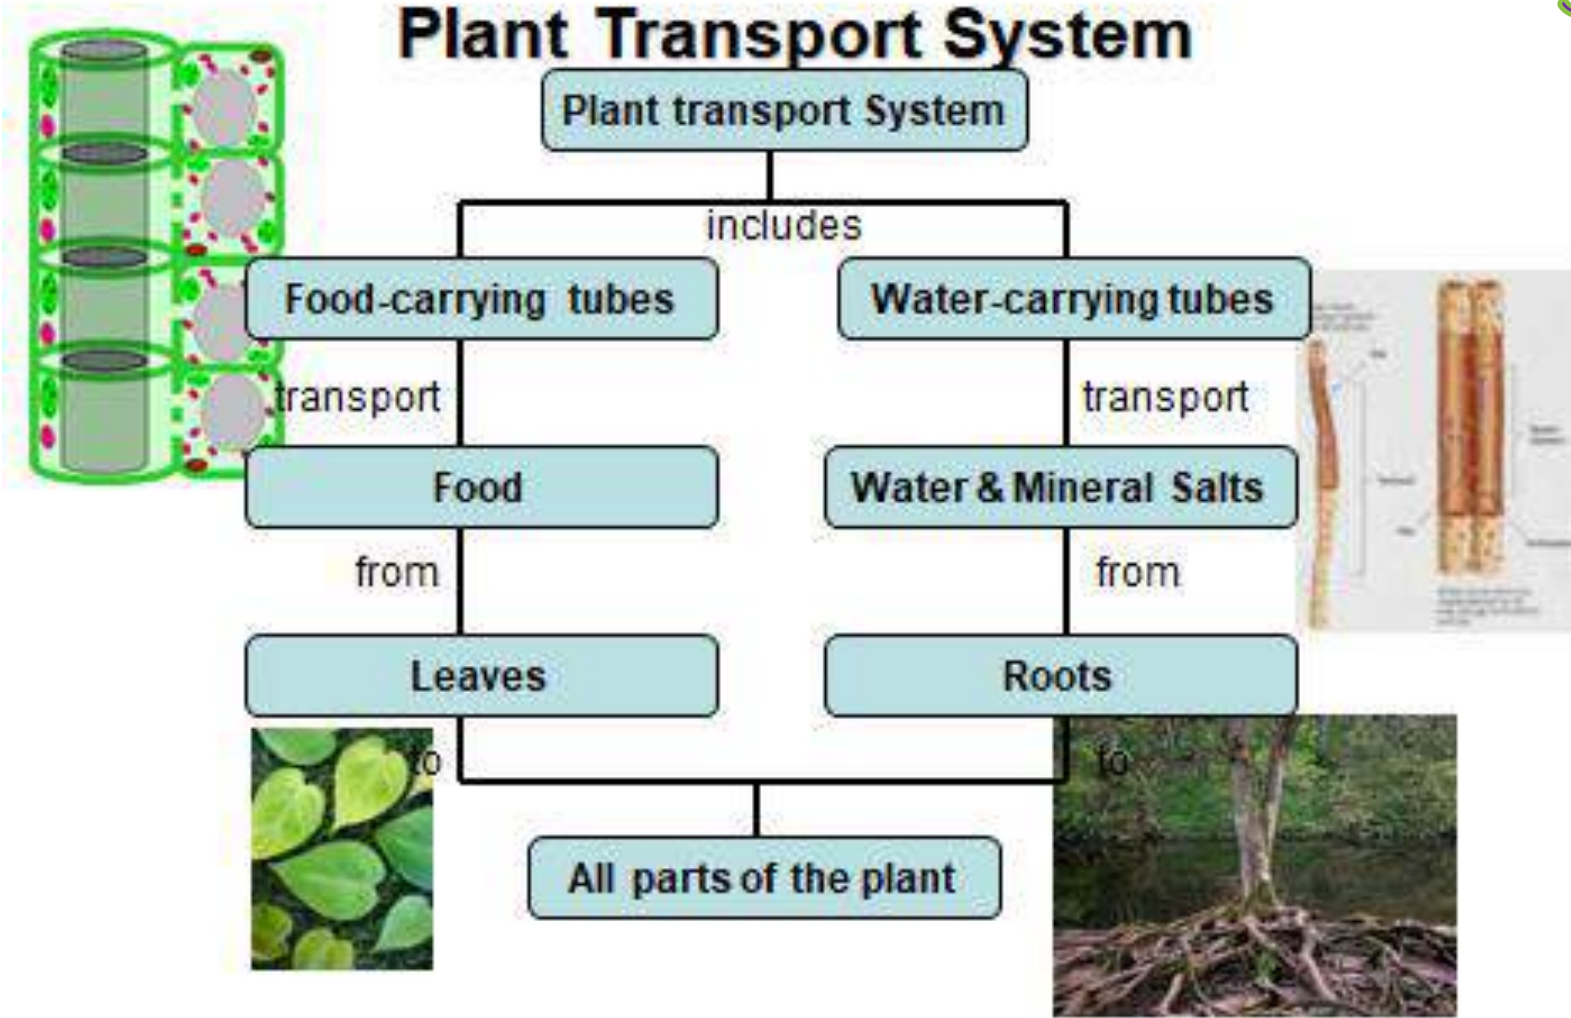 Plant Transport System
Plant transport System
includes
Food-carrying tubes
Water-carrying tubes
transport
transport
Food
Water & Mineral Salts
from
from
Leaves
Roots
to
to
All parts of the plant